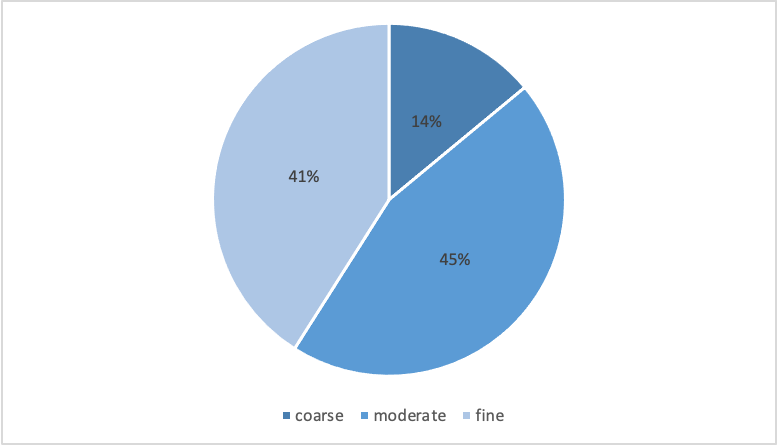 14%
41%
45%
coarse moderate fine